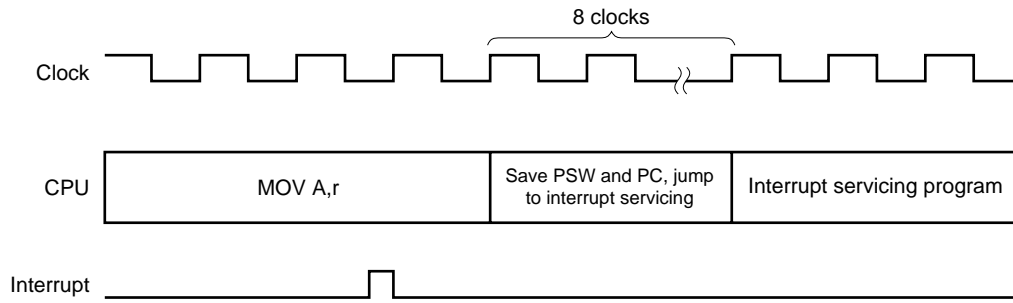 8 clocks
Clock
CPU
MOV A,r
Save PSW and PC, jump
to interrupt servicing
Interrupt servicing program
Interrupt